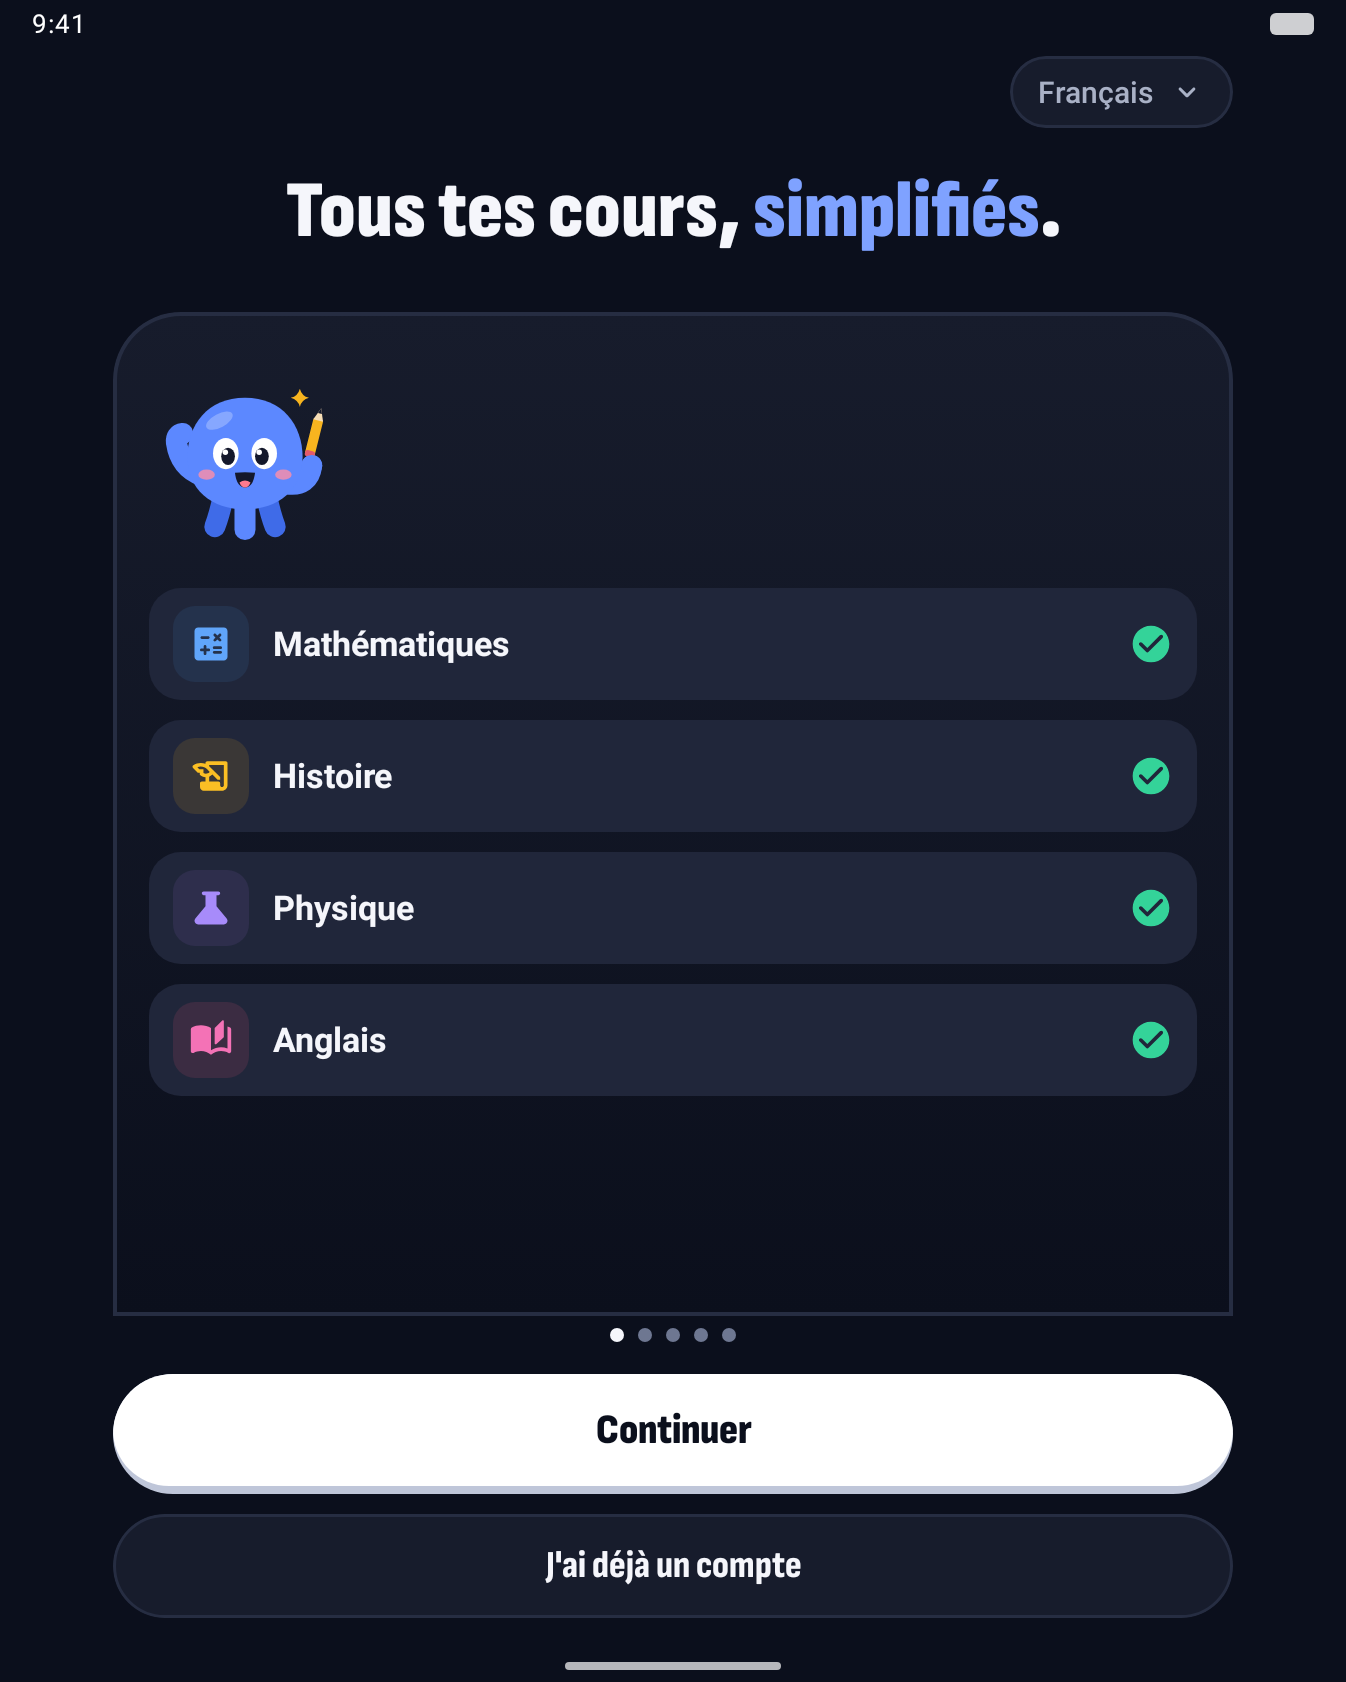 9:41
Français
Tous tes cours, simplifiés.
Mathématiques
Histoire
Physique
Anglais
Continuer
J'ai déjà un compte